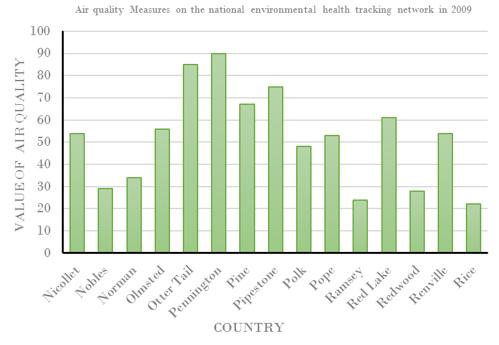 Air quality Measures on the national environmental health tracking network in 2009
VALUE OF AIR QUALITY
100
90
80
70
60
50
40
30
20
10
0
Nicollet
Nobles
Norman
Olmsted
Otter Tail
Pennington
Pine
Pipestone
Polk
Pope
Ramsey
Red Lake
Redwood
Renville
Rice
COUNTRY